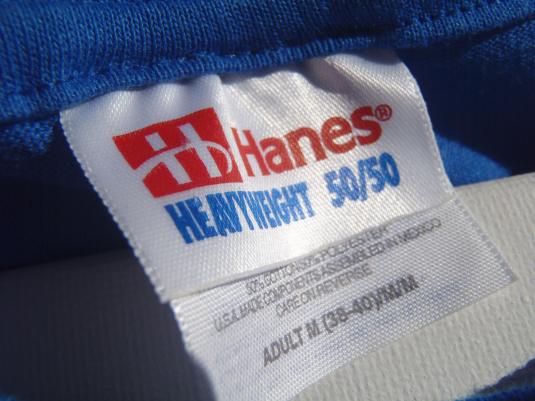 Hanes®
HEAVYWEIGHT 50/50
50% COTTON 50% POLYESTER
U.S.A. MADE COMPONENTS ASSEMBLED IN MEXICO
CARE ON REVERSE
ADULT M (38-40)/M/M